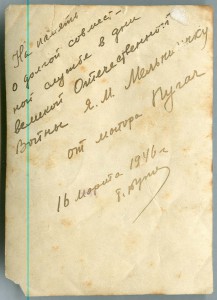 На память
о долгой совмест-
ной службе в дни
великой Отечественной
Войны Я. М. Мельничку
от майора Пугач
16 марта 1946 г